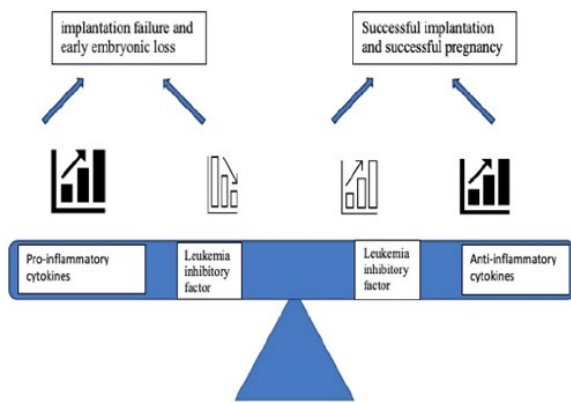 implantation failure and
early embryonic loss
Successful implantation
and successful pregnancy
Pro-inflammatory
cytokines
Leukemia
inhibitory
factor
Leukemia
inhibitory
factor
Anti-inflammatory
cytokines